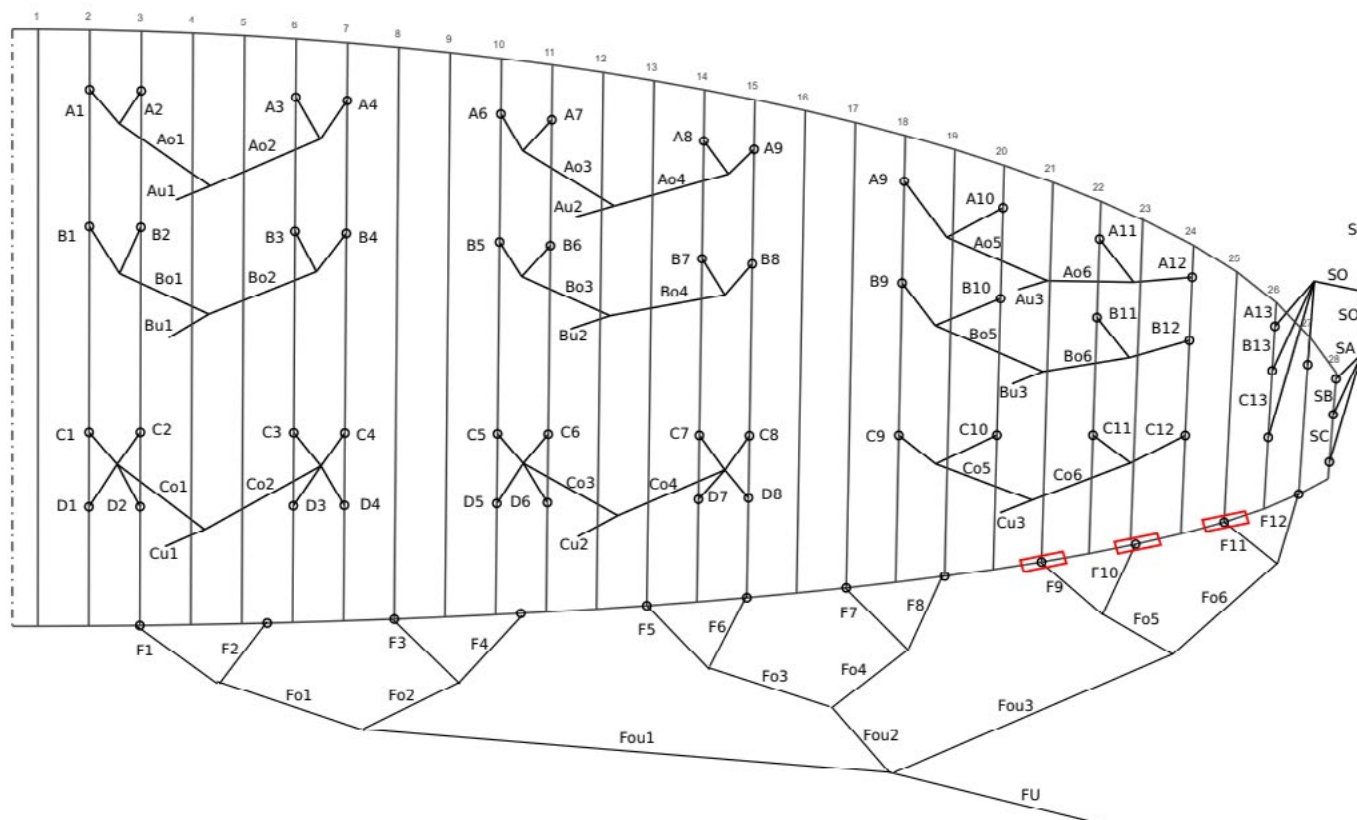 1 2 3 4 5 6 7 8 9 10 11 12 13 14 15 16 17 18 19 20 21 22 23 24 25 26 27 28
A1 A2 A3 A4 A6 A7 A8 A9 A9 A10 A11 A12 A13
Ao1 Ao2 Ao3 Ao4 Ao5 Ao6
Au1 Au2 Au3
B1 B2 B3 B4 B5 B6 B7 B8 B9 B10 B11 B12 B13
Bo1 Bo2 Bo3 Bo4 Bo5 Bo6
Bu1 Bu2 Bu3
C1 C2 C3 C4 C5 C6 C7 C8 C9 C10 C11 C12 C13
Co1 Co2 Co3 Co4 Co5 Co6
D1 D2 D3 D4 D5 D6 D7 D8
Cu1 Cu2 Cu3
S
SO
SO
SA
SB
SC
F1 F2 F3 F4 F5 F6 F7 F8 F9 F10 F11 F12
Fo1 Fo2 Fo3 Fo4 Fo5 Fo6
Fou1 Fou2 Fou3
FU